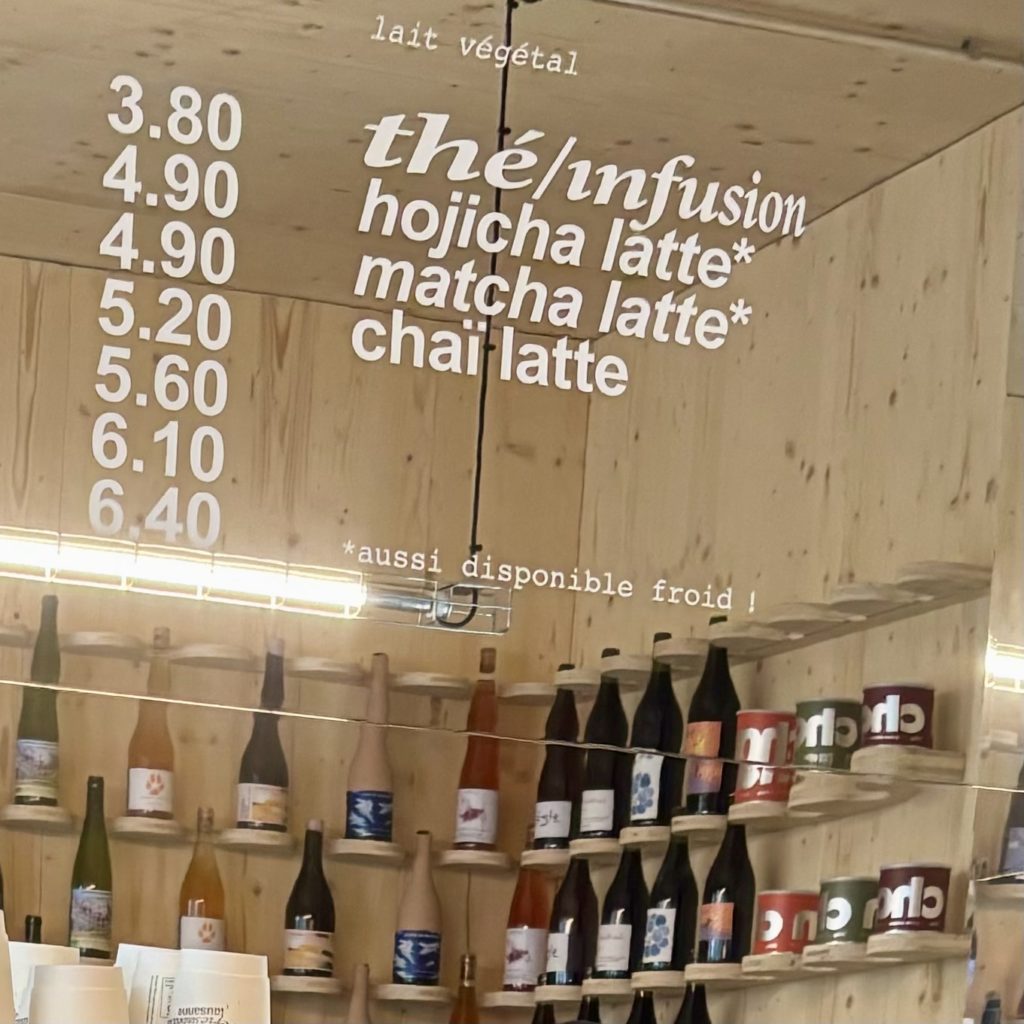 lait végétal
3.80
4.90
4.90
5.20
5.60
6.10
6.40
thé/infusion
hojicha latte*
matcha latte*
chaï latte
*aussi disponible froid !